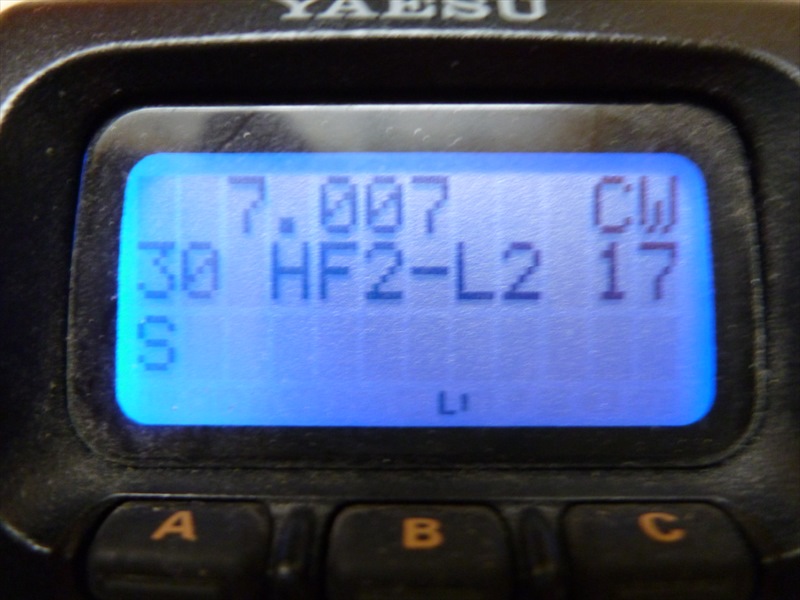 YAESU
7.007 CW
30 HF2-L2 17
S
A B C